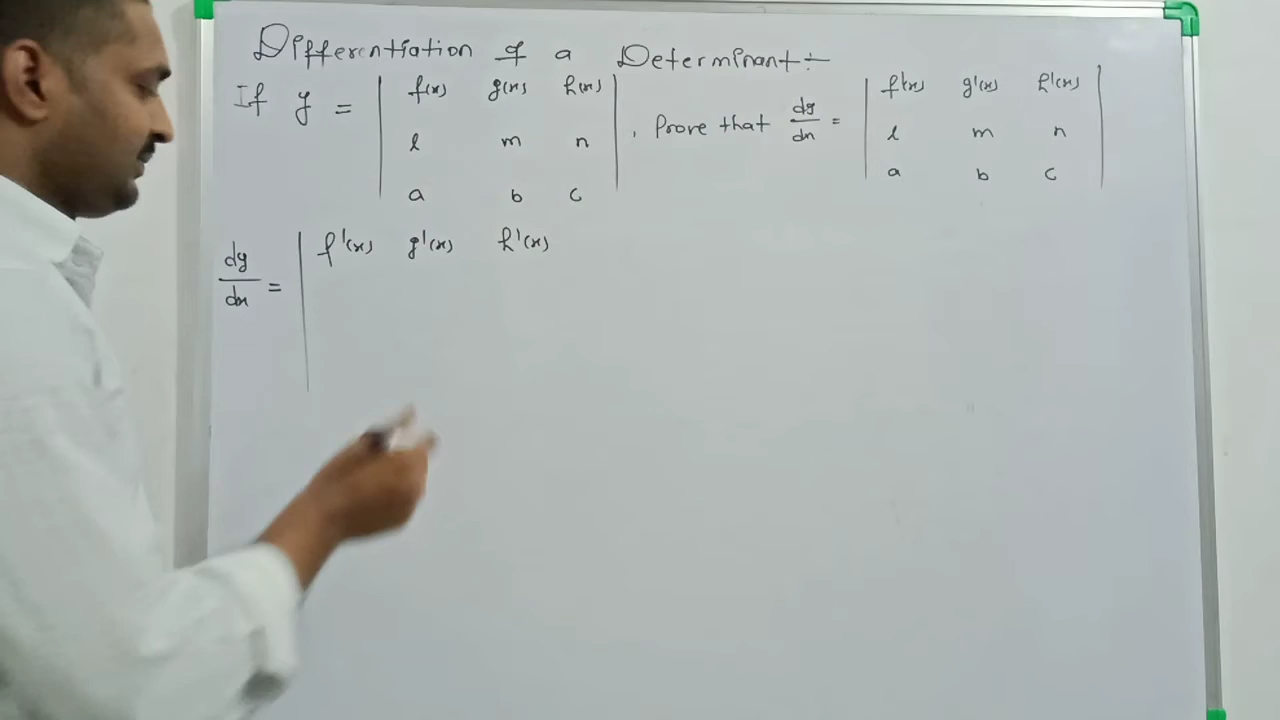 Differentiation of a Determinant :-
If y = | f(x) g(x) h(x) | , Prove that dy/dx = | f'(x) g'(x) h'(x) |
| l m n | | l m n |
| a b c | | a b c |
dy/dx = | f'(x) g'(x) h'(x)